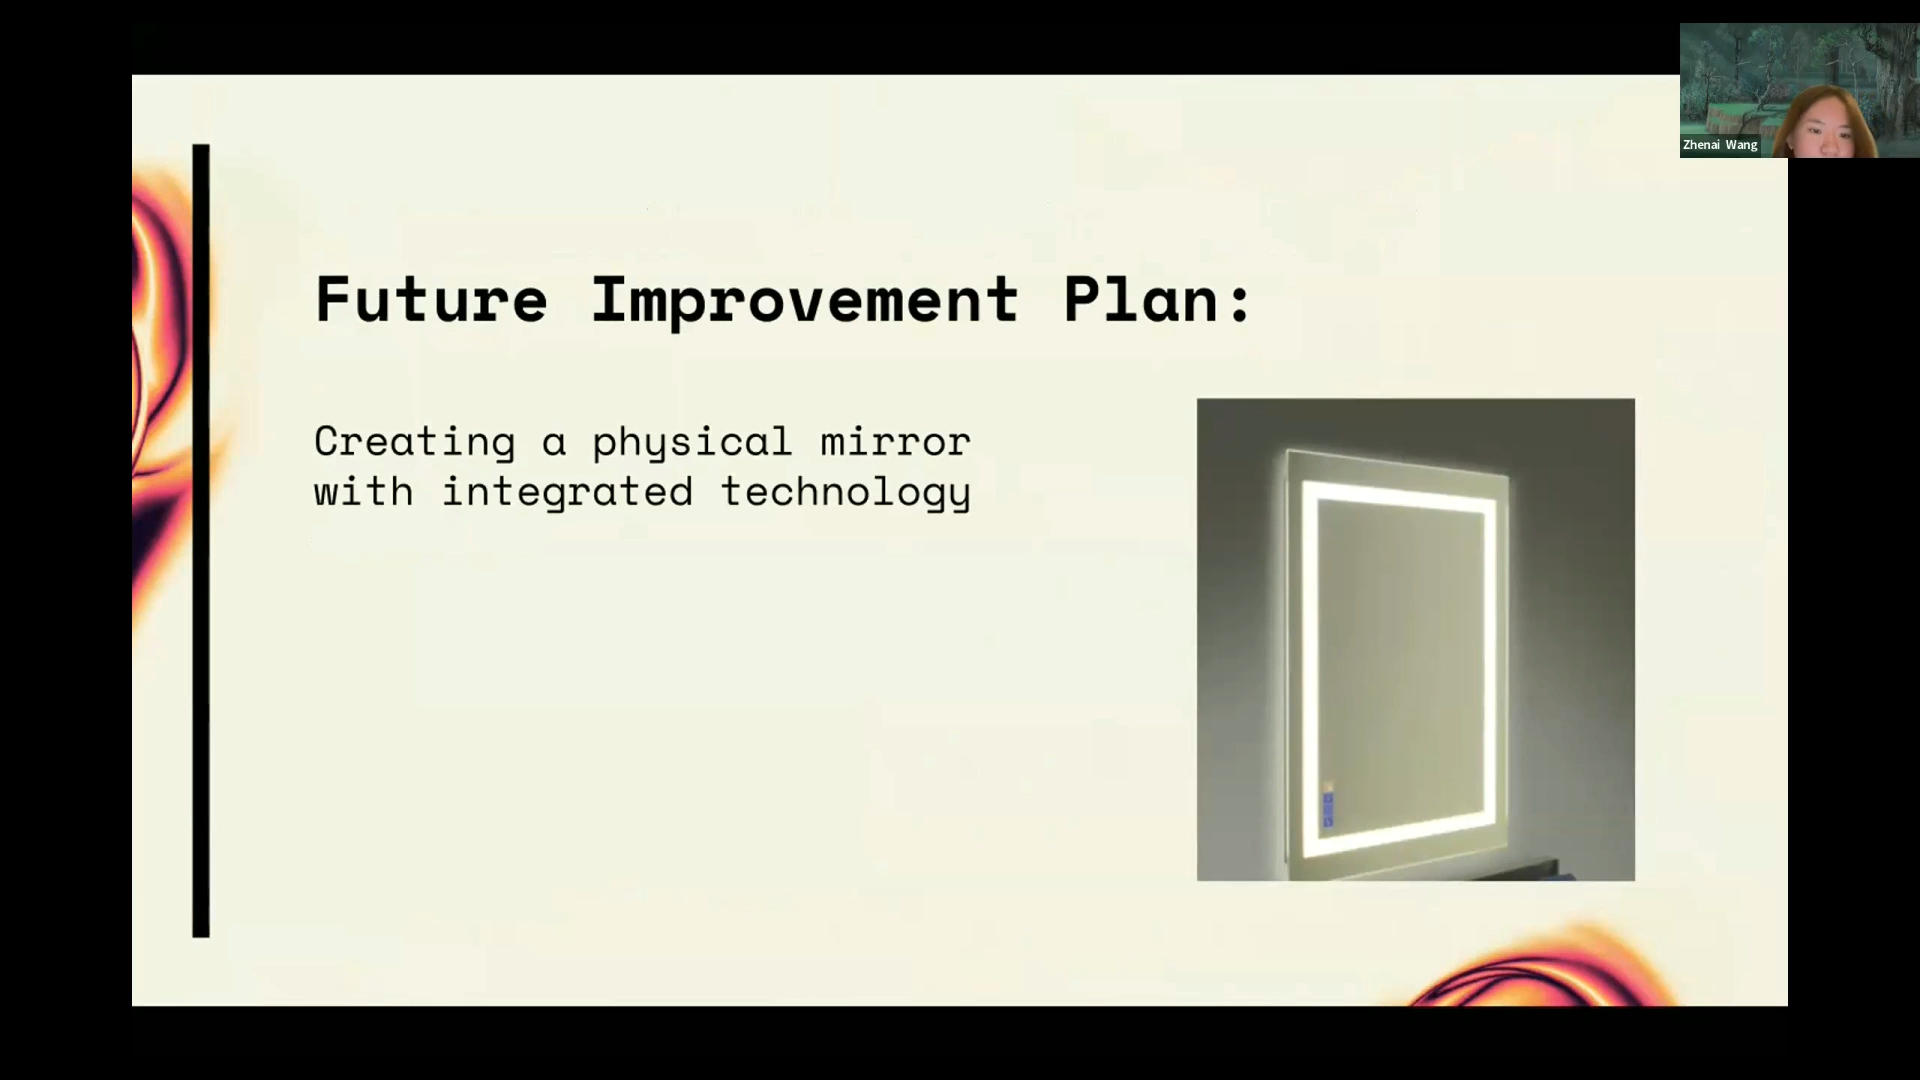 Zhenai Wang
Future Improvement Plan:
Creating a physical mirror
with integrated technology